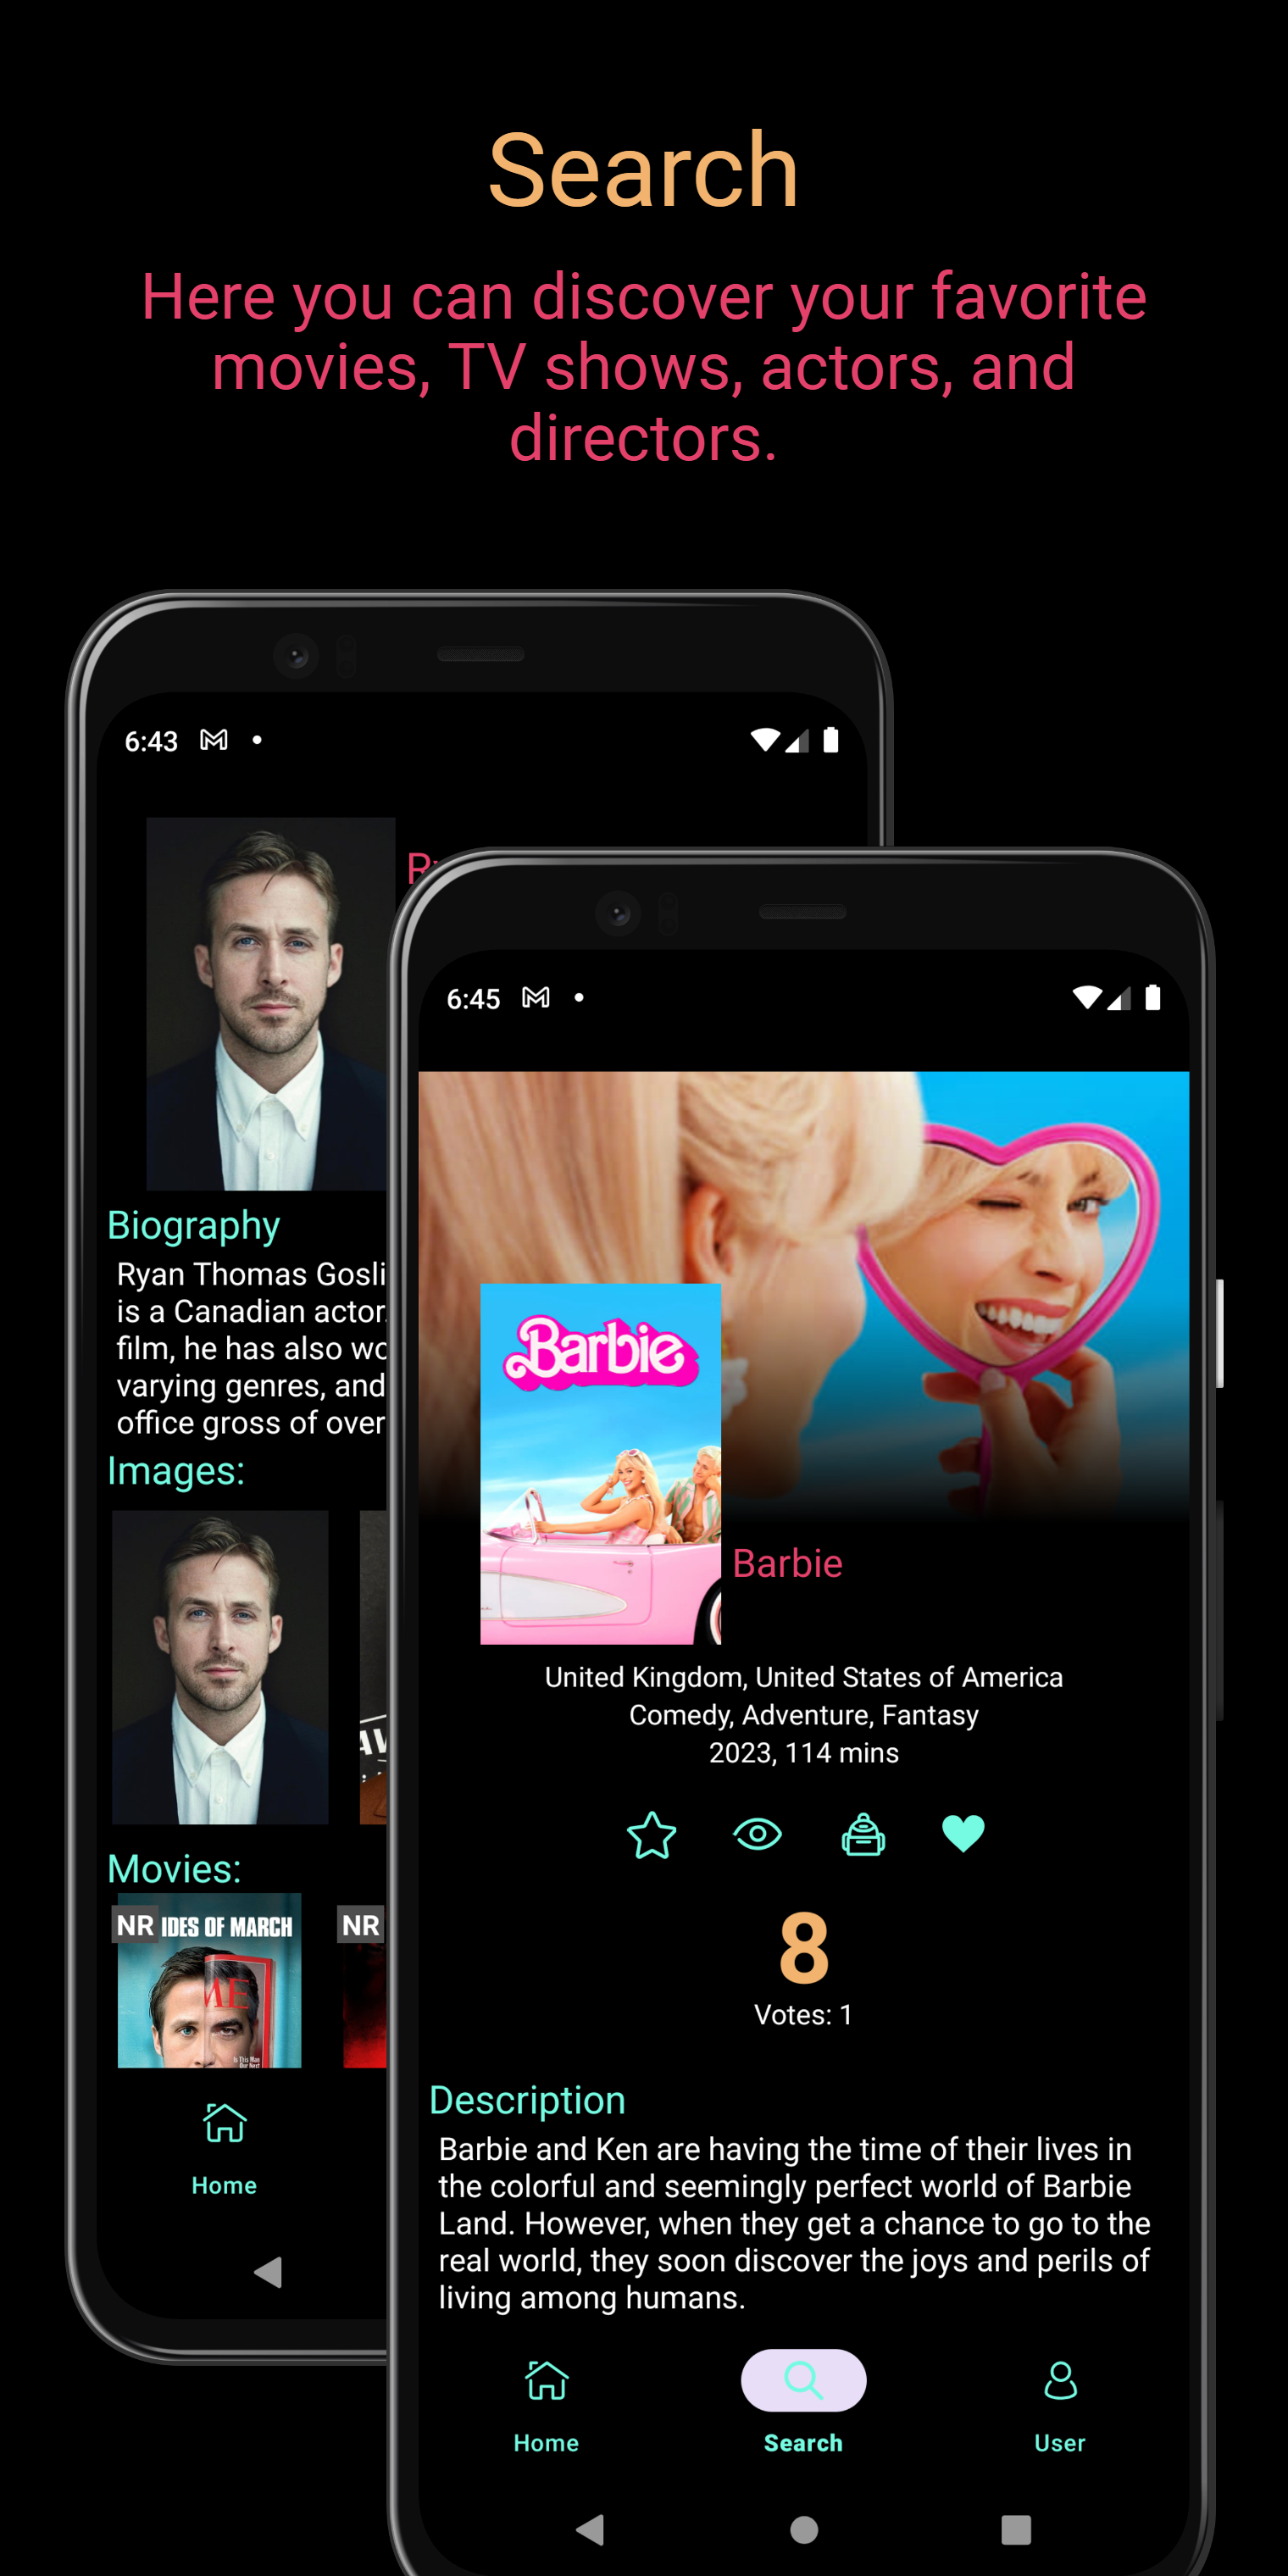 Search
Here you can discover your favorite
movies, TV shows, actors, and
directors.
6:43
Biography
Ryan Thomas Gosli
is a Canadian actor.
film, he has also wo
varying genres, and
office gross of over
Images:
Movies:
NR
IDES OF MARCH
NR
Home
6:45
Barbie
Barbie
United Kingdom, United States of America
Comedy, Adventure, Fantasy
2023, 114 mins
8
Votes: 1
Description
Barbie and Ken are having the time of their lives in
the colorful and seemingly perfect world of Barbie
Land. However, when they get a chance to go to the
real world, they soon discover the joys and perils of
living among humans.
Home
Search
User